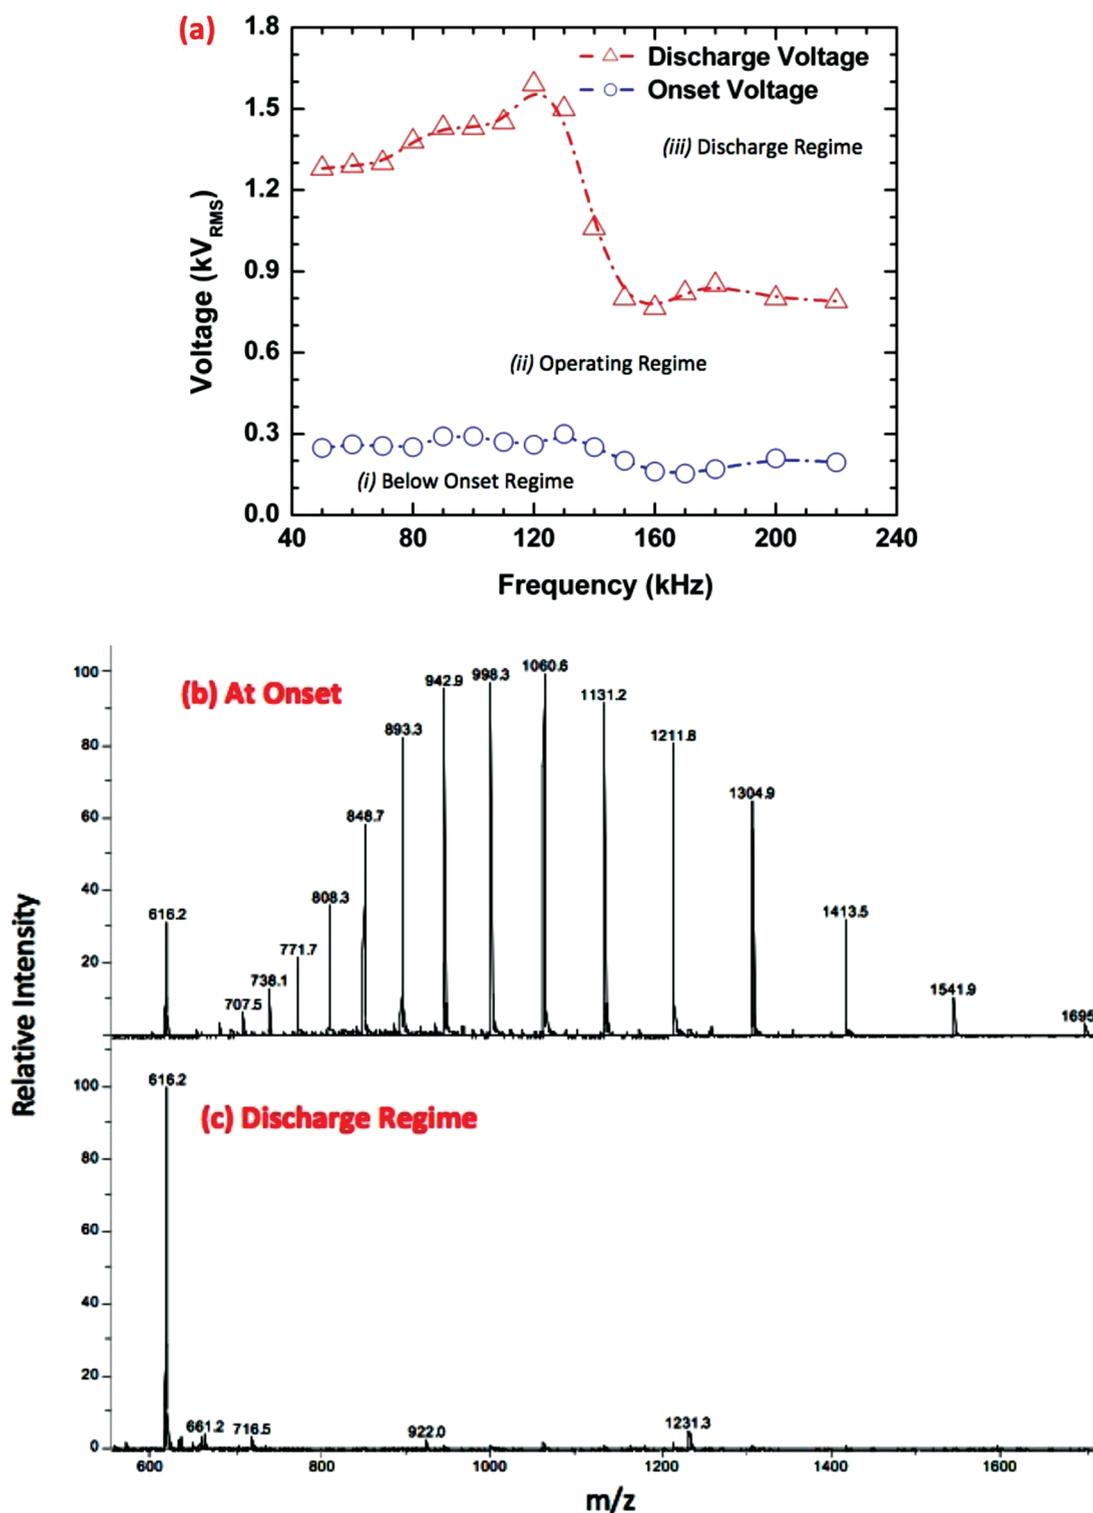 (a)
1.8
1.5
1.2
0.9
0.6
0.3
0.0
Voltage (kVRMS)
Discharge Voltage
Onset Voltage
(iii) Discharge Regime
(ii) Operating Regime
(i) Below Onset Regime
40 80 120 160 200 240
Frequency (kHz)
(b) At Onset
100
80
60
40
20
616.2
707.5
738.1
771.7
808.3
848.7
893.3
942.9
998.3
1060.6
1131.2
1211.8
1304.9
1413.5
1541.9
1695
Relative Intensity
(c) Discharge Regime
100
80
60
40
20
0
616.2
661.2
716.5
922.0
1231.3
600 800 1000 1200 1400 1600
m/z